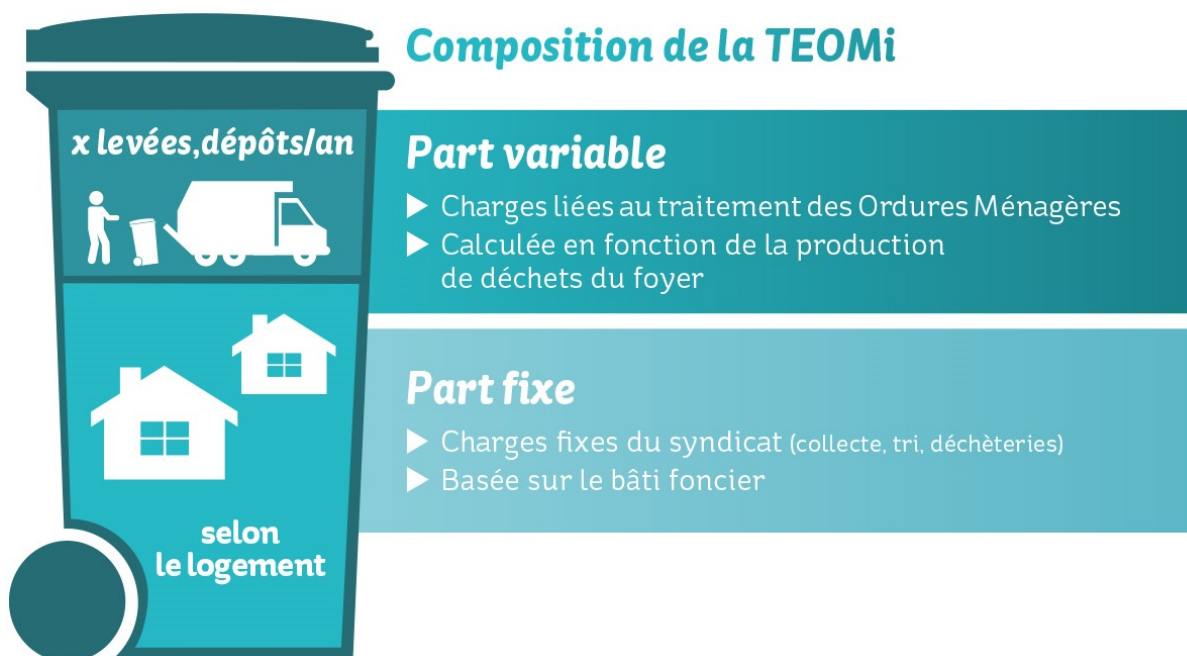 Composition de la TEOMi
x levées,dépôts/an
Part variable
Charges liées au traitement des Ordures Ménagères
Calculée en fonction de la production
de déchets du foyer
Part fixe
Charges fixes du syndicat (collecte, tri, déchèteries)
Basée sur le bâti foncier
selon
le logement